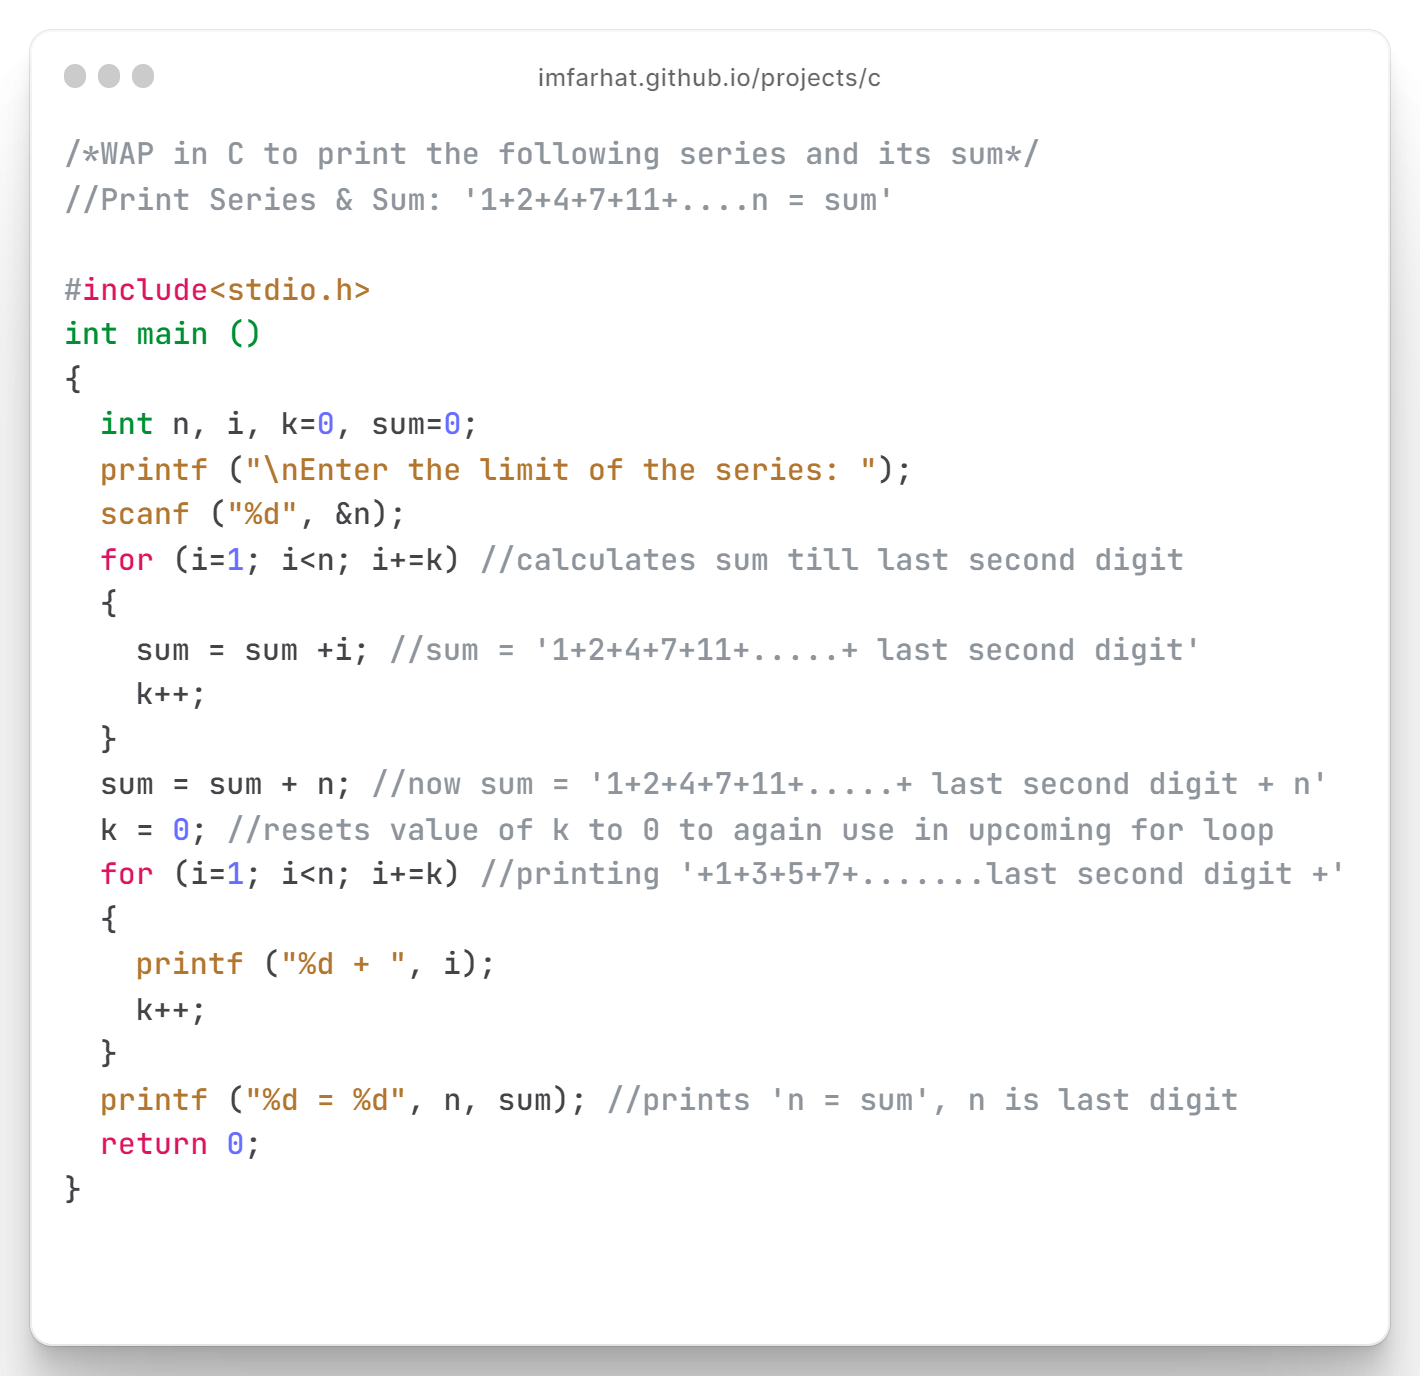 imfarhat.github.io/projects/c
/*WAP in C to print the following series and its sum*/
//Print Series & Sum: '1+2+4+7+11+....n = sum'

#include<stdio.h>
int main ()
{
  int n, i, k=0, sum=0;
  printf ("\nEnter the limit of the series: ");
  scanf ("%d", &n);
  for (i=1; i<n; i+=k) //calculates sum till last second digit
  {
    sum = sum +i; //sum = '1+2+4+7+11+.....+ last second digit'
    k++;
  }
  sum = sum + n; //now sum = '1+2+4+7+11+.....+ last second digit + n'
  k = 0; //resets value of k to 0 to again use in upcoming for loop
  for (i=1; i<n; i+=k) //printing '+1+3+5+7+.......last second digit +'
  {
    printf ("%d + ", i);
    k++;
  }
  printf ("%d = %d", n, sum); //prints 'n = sum', n is last digit
  return 0;
}